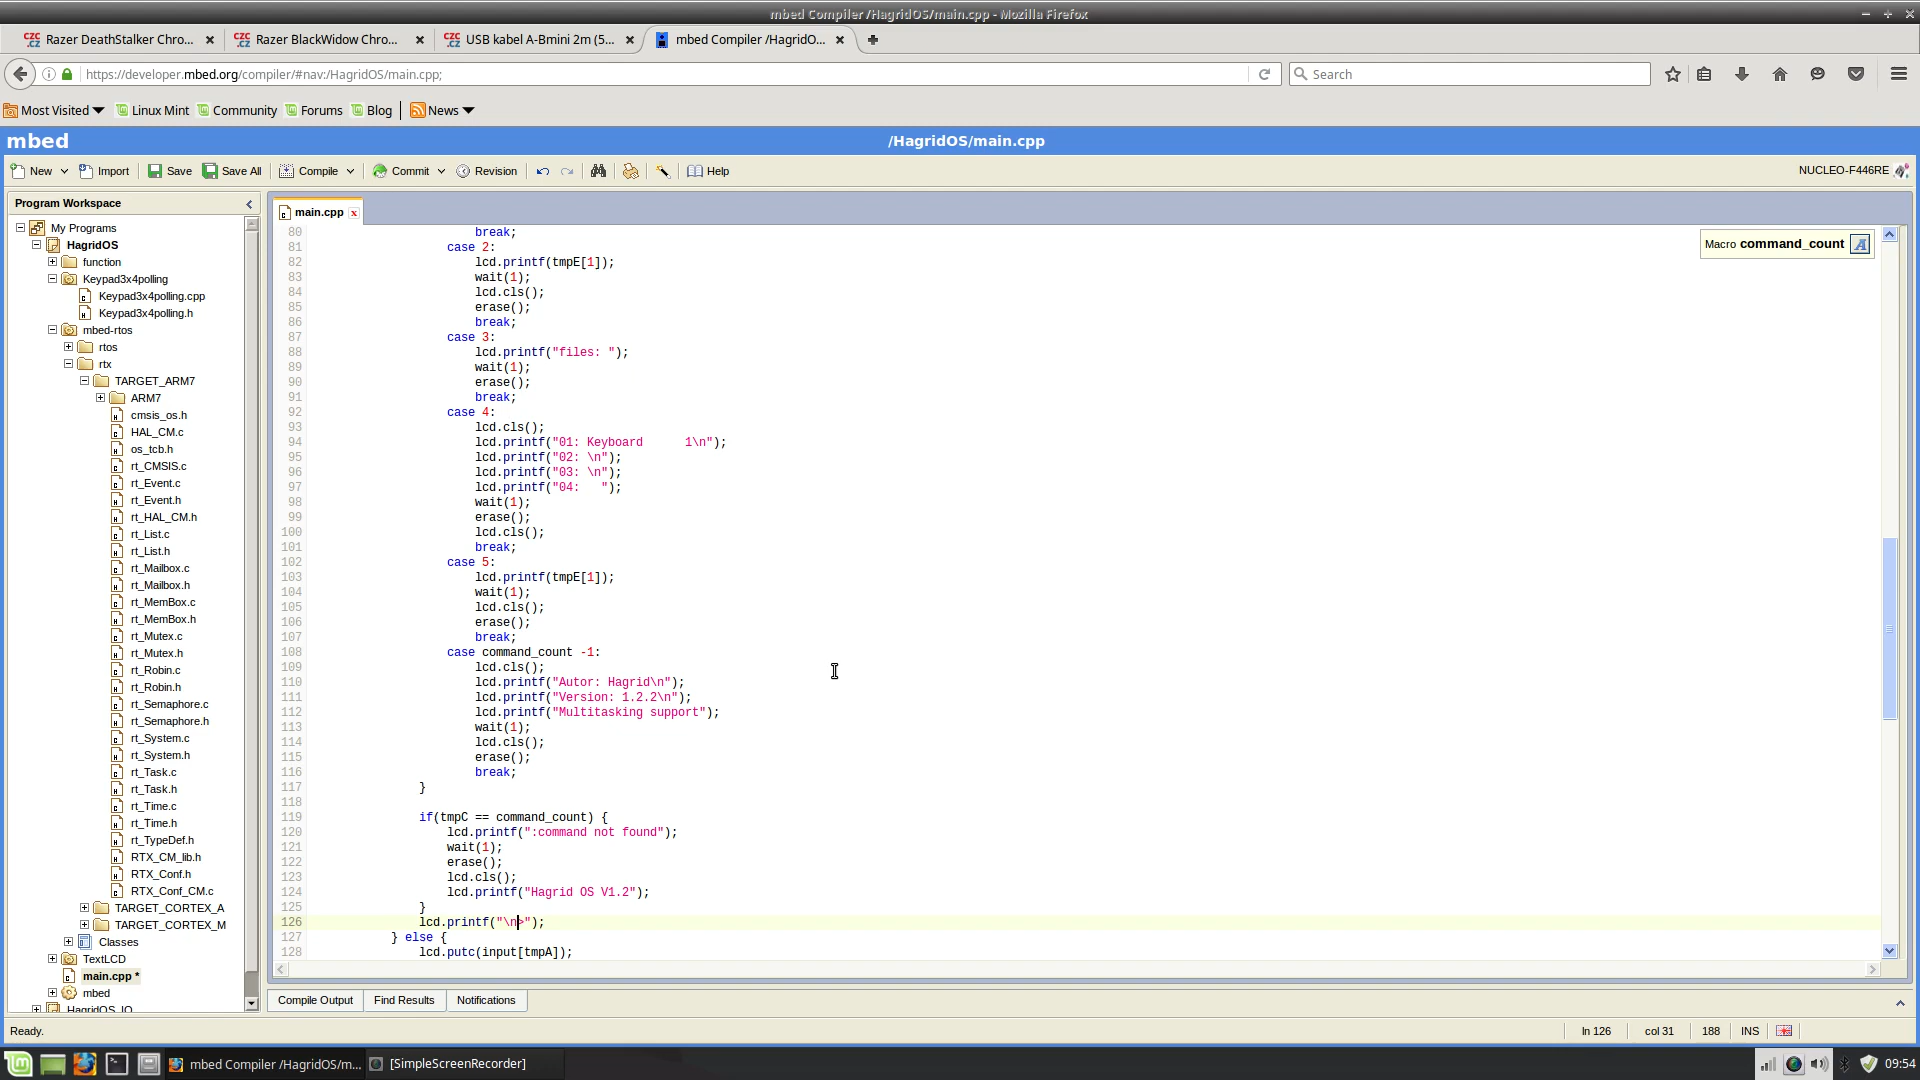 mbed Compiler /HagridOS/main.cpp - Mozilla Firefox
Razer DeathStalker Chro...
Razer BlackWidow Chro...
USB kabel A-Bmini 2m (5...
mbed Compiler /HagridO...
https://developer.mbed.org/compiler/#nav:/HagridOS/main.cpp;
Search
Most Visited
Linux Mint
Community
Forums
Blog
News
mbed
/HagridOS/main.cpp
New
Import
Save
Save All
Compile
Commit
Revision
Help
NUCLEO-F446RE
Program Workspace
My Programs
HagridOS
function
Keypad3x4polling
Keypad3x4polling.cpp
Keypad3x4polling.h
mbed-rtos
rtos
rtx
TARGET_ARM7
ARM7
cmsis_os.h
HAL_CM.c
os_tcb.h
rt_CMSIS.c
rt_Event.c
rt_Event.h
rt_HAL_CM.h
rt_List.c
rt_List.h
rt_Mailbox.c
rt_Mailbox.h
rt_MemBox.c
rt_MemBox.h
rt_Mutex.c
rt_Mutex.h
rt_Robin.c
rt_Robin.h
rt_Semaphore.c
rt_Semaphore.h
rt_System.c
rt_System.h
rt_Task.c
rt_Task.h
rt_Time.c
rt_Time.h
rt_TypeDef.h
RTX_CM_lib.h
RTX_Conf.h
RTX_Conf_CM.c
TARGET_CORTEX_A
TARGET_CORTEX_M
Classes
TextLCD
main.cpp *
mbed
HagridOS_IO
main.cpp x
Macro command_count
80 break;
81 case 2:
82 lcd.printf(tmpE[1]);
83 wait(1);
84 lcd.cls();
85 erase();
86 break;
87 case 3:
88 lcd.printf("files: ");
89 wait(1);
90 erase();
91 break;
92 case 4:
93 lcd.cls();
94 lcd.printf("01: Keyboard      1\n");
95 lcd.printf("02: \n");
96 lcd.printf("03: \n");
97 lcd.printf("04:   ");
98 wait(1);
99 erase();
100 lcd.cls();
101 break;
102 case 5:
103 lcd.printf(tmpE[1]);
104 wait(1);
105 lcd.cls();
106 erase();
107 break;
108 case command_count -1:
109 lcd.cls();
110 lcd.printf("Autor: Hagrid\n");
111 lcd.printf("Version: 1.2.2\n");
112 lcd.printf("Multitasking support");
113 wait(1);
114 lcd.cls();
115 erase();
116 break;
117 }
118
119 if(tmpC == command_count) {
120 lcd.printf(":command not found");
121 wait(1);
122 erase();
123 lcd.cls();
124 lcd.printf("Hagrid OS V1.2");
125 }
126 lcd.printf("\n>");
127 } else {
128 lcd.putc(input[tmpA]);
Compile Output
Find Results
Notifications
Ready.
ln 126
col 31
188
INS
mbed Compiler /HagridOS/m...
[SimpleScreenRecorder]
09:54